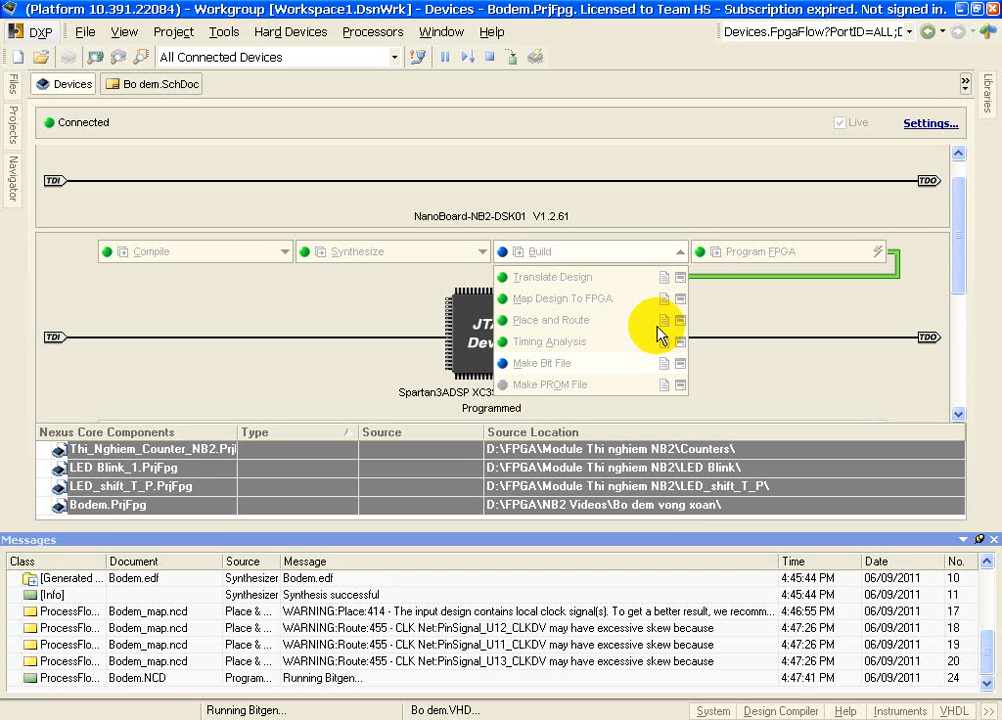 (Platform 10.391.22084) - Workgroup [Workspace1.DsnWrk] - Devices - Bodem.PrjFpg. Licensed to Team HS - Subscription expired. Not signed in.
DXP File View Project Tools Hard Devices Processors Window Help Devices.FpgaFlow?PortID=ALL;D
All Connected Devices
Devices Bo dem.SchDoc
Files
Projects
Navigator
Libraries
Connected Live Settings...
TDI TDO
NanoBoard-NB2-DSK01 V1.2.61
Compile Synthesize Build Program FPGA
Translate Design
Map Design To FPGA
Place and Route
Timing Analysis
Make Bit File
Make PROM File
TDI TDO
Spartan3ADSP
Programmed
Nexus Core Components Type Source Source Location
Thi_Nghiem_Counter_NB2.Prj D:\FPGA\Module Thi nghiem NB2\Counters\
LED Blink_1.PrjFpg D:\FPGA\Module Thi nghiem NB2\LED Blink\
LED_shift_T_P.PrjFpg D:\FPGA\Module Thi nghiem NB2\LED_shift_T_P\
Bodem.PrjFpg D:\FPGA\NB2 Videos\Bo dem vong xoan\
Messages
Class Document Source Message Time Date No.
[Generated ... Bodem.edf Synthesizer Bodem.edf 4:45:44 PM 06/09/2011 10
[Info] Synthesizer Synthesis successful 4:45:44 PM 06/09/2011 11
ProcessFlo... Bodem_map.ncd Place & ... WARNING:Place:414 - The input design contains local clock signal(s). To get a better result, we recomm... 4:46:55 PM 06/09/2011 17
ProcessFlo... Bodem_map.ncd Place & ... WARNING:Route:455 - CLK Net:PinSignal_U12_CLKDV may have excessive skew because 4:47:26 PM 06/09/2011 18
ProcessFlo... Bodem_map.ncd Place & ... WARNING:Route:455 - CLK Net:PinSignal_U11_CLKDV may have excessive skew because 4:47:26 PM 06/09/2011 19
ProcessFlo... Bodem_map.ncd Place & ... WARNING:Route:455 - CLK Net:PinSignal_U13_CLKDV may have excessive skew because 4:47:26 PM 06/09/2011 20
ProcessFlo... Bodem.NCD Program... Running Bitgen... 4:47:41 PM 06/09/2011 24
Running Bitgen... Bo dem.VHD... System Design Compiler Help Instruments VHDL >>